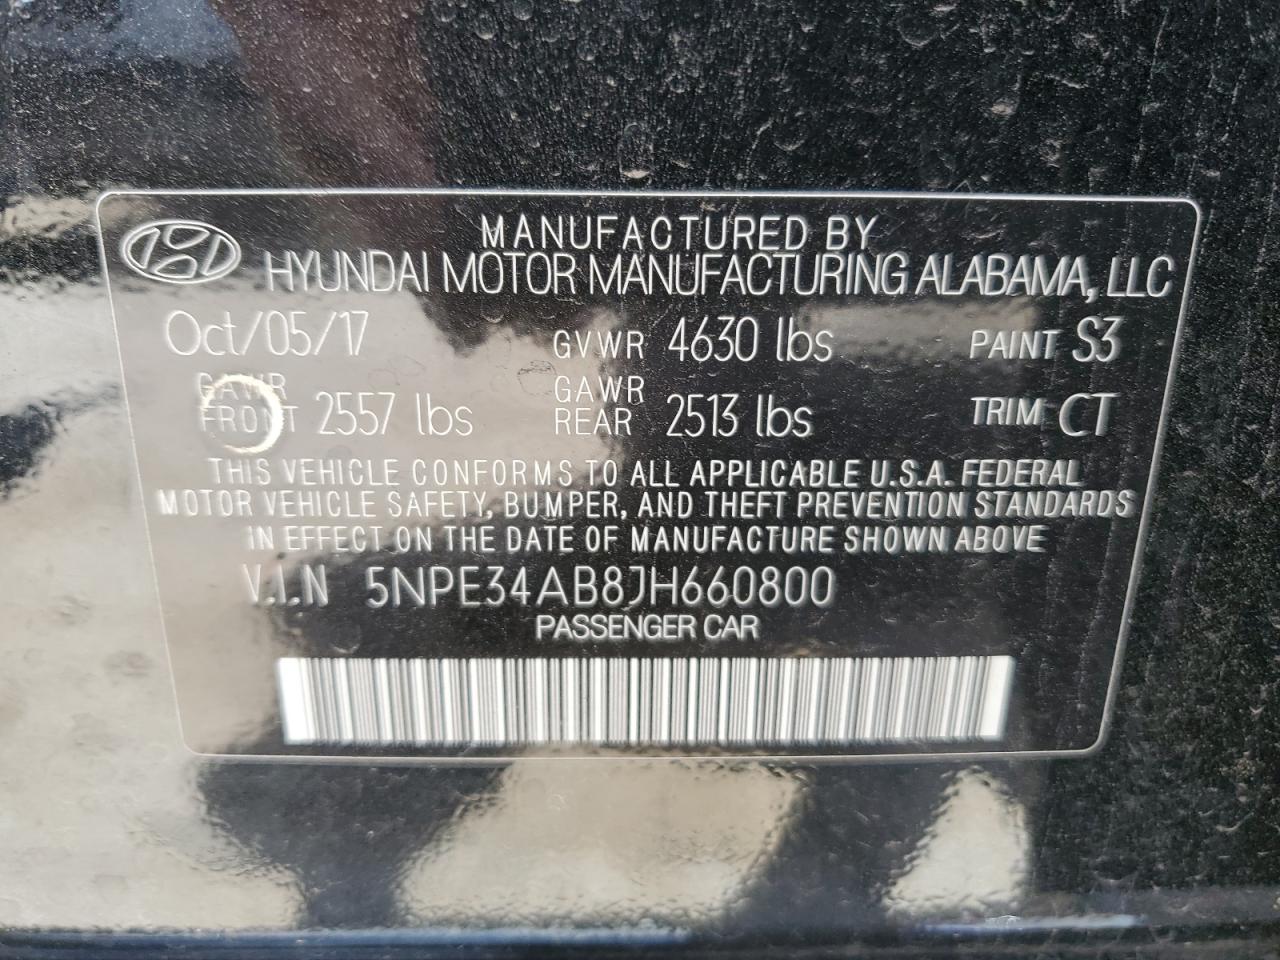 MANUFACTURED BY
HYUNDAI MOTOR MANUFACTURING ALABAMA, LLC
Oct/05/17 GVWR 4630 lbs PAINT S3
GAWR FRONT 2557 lbs GAWR REAR 2513 lbs TRIM CT
THIS VEHICLE CONFORMS TO ALL APPLICABLE U.S.A. FEDERAL
MOTOR VEHICLE SAFETY, BUMPER, AND THEFT PREVENTION STANDARDS
IN EFFECT ON THE DATE OF MANUFACTURE SHOWN ABOVE
V.I.N 5NPE34AB8JH660800
PASSENGER CAR